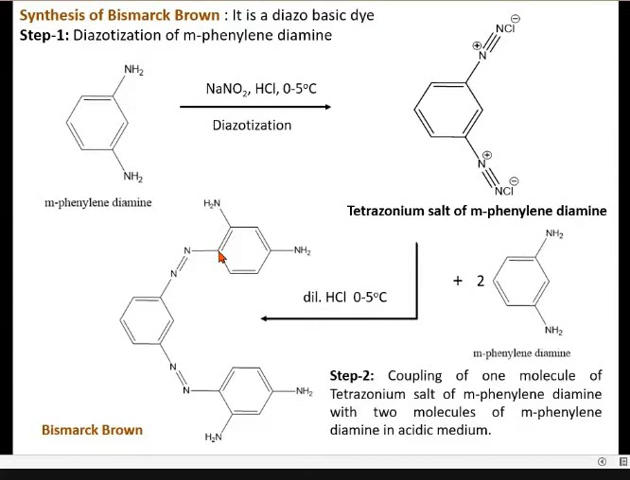 Synthesis of Bismarck Brown : It is a diazo basic dye
Step-1: Diazotization of m-phenylene diamine
NH₂
NaNO₂, HCl, 0-5°C
Diazotization
NH₂
m-phenylene diamine
⊖
NCl
⊕
N
⊕
N
⊖
NCl
Tetrazonium salt of m-phenylene diamine
H₂N
N
NH₂
N
dil. HCl 0-5°C
+ 2
NH₂
NH₂
m-phenylene diamine
N
N
NH₂
H₂N
Bismarck Brown
Step-2: Coupling of one molecule of
Tetrazonium salt of m-phenylene diamine
with two molecules of m-phenylene
diamine in acidic medium.